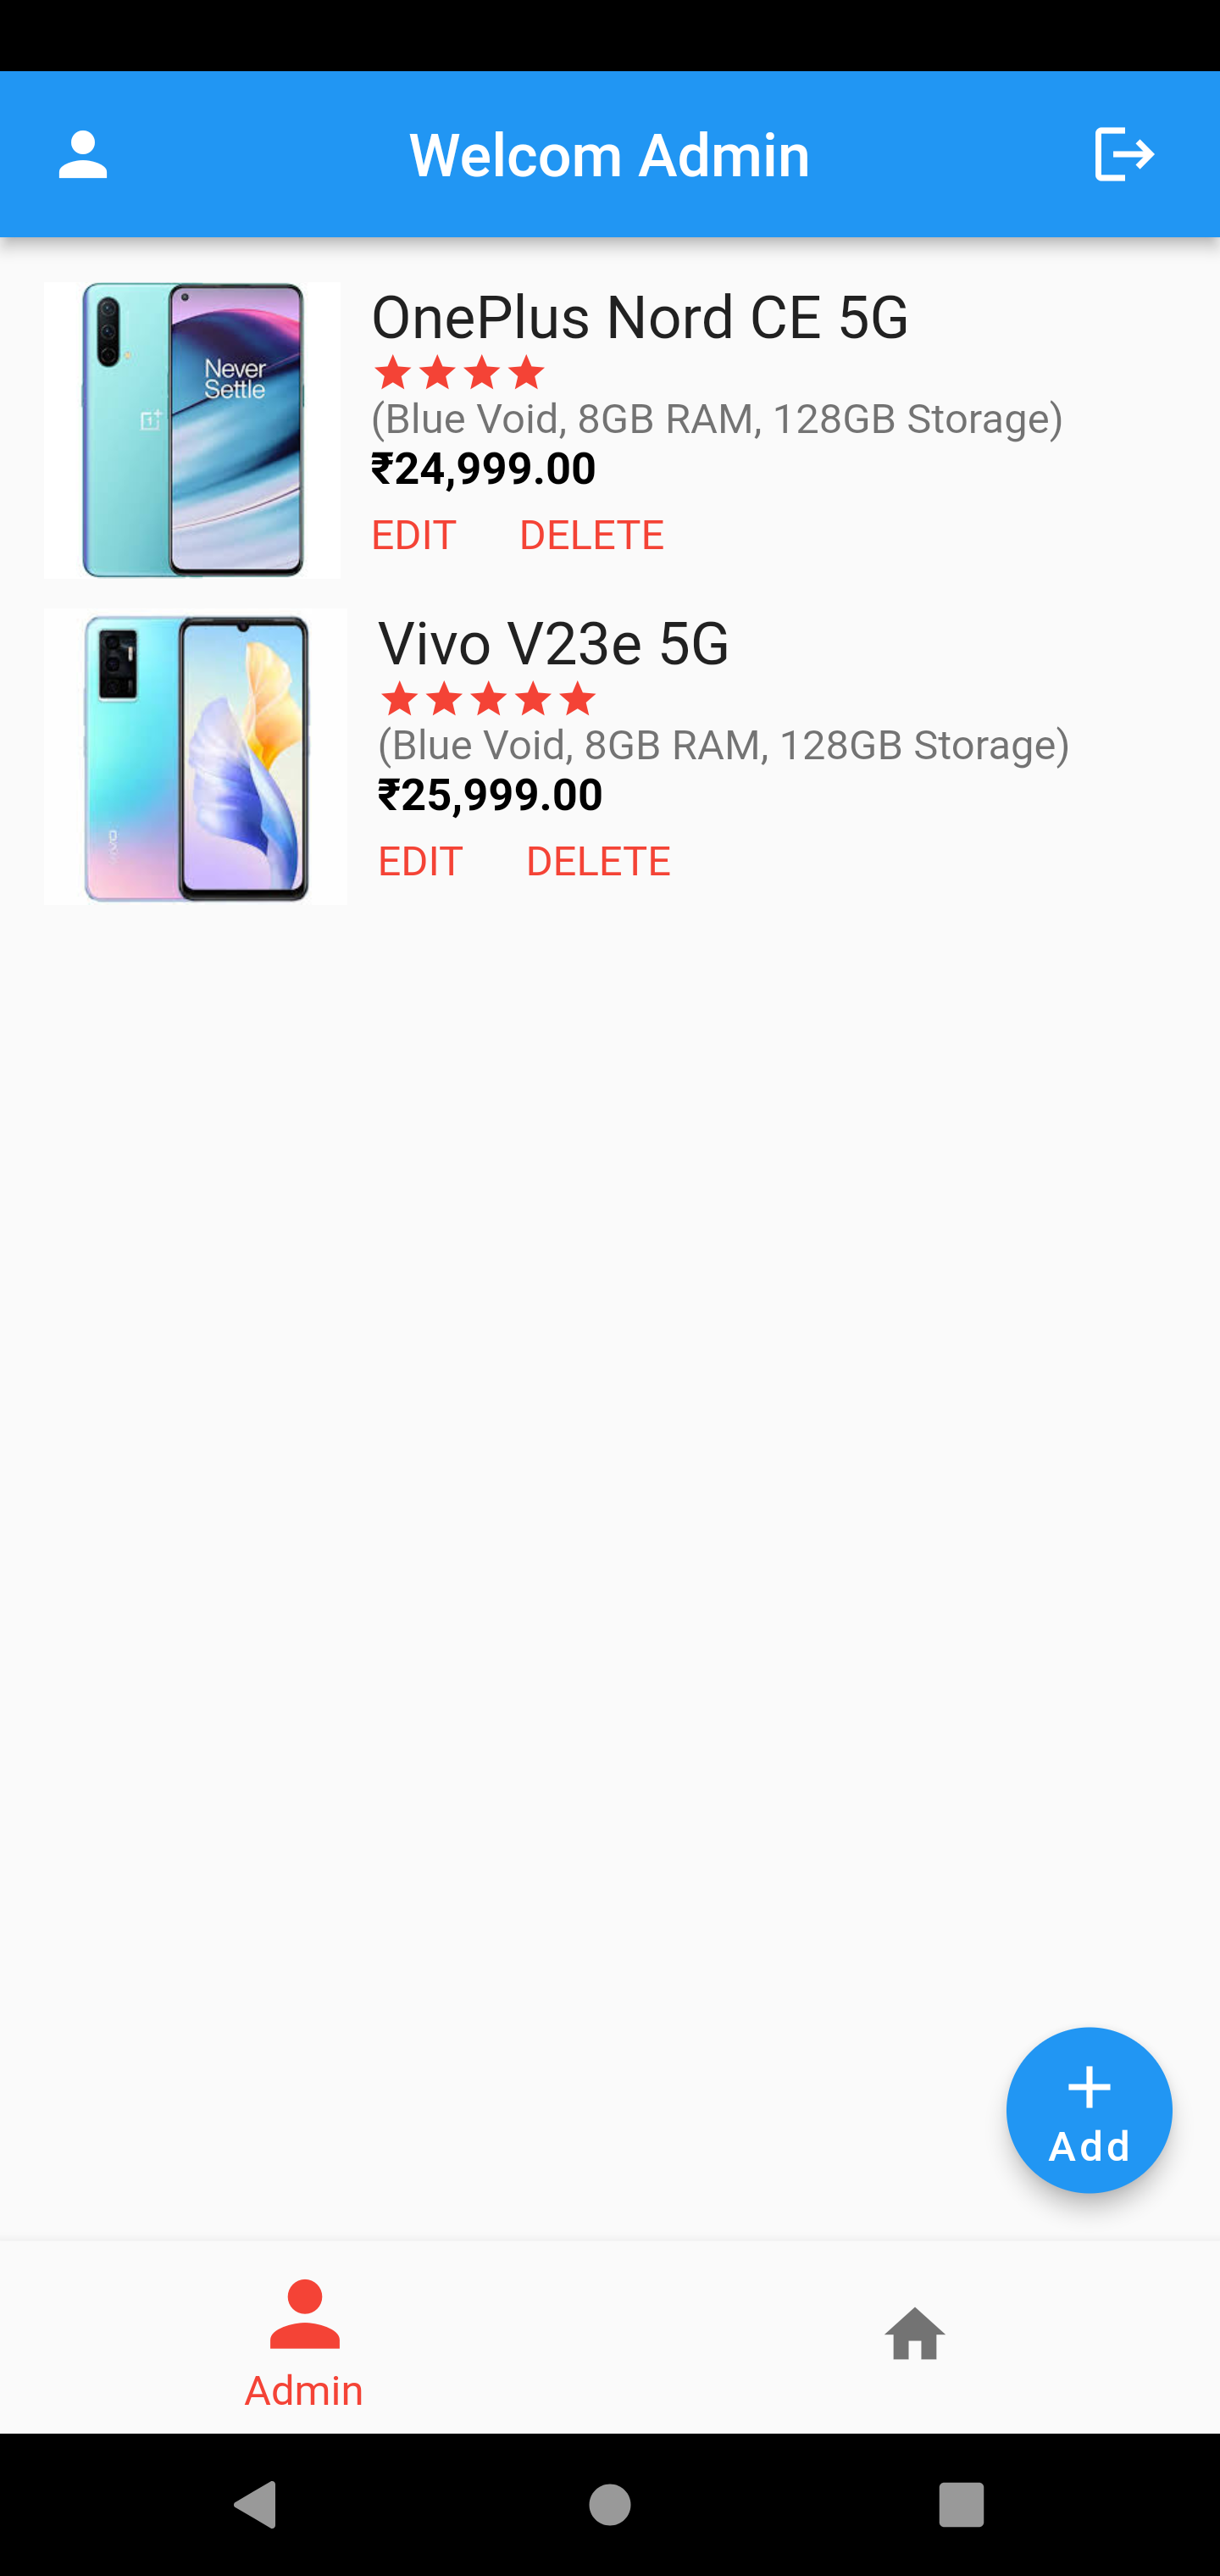 Welcom Admin
Never
Settle
OnePlus Nord CE 5G
(Blue Void, 8GB RAM, 128GB Storage)
₹24,999.00
EDIT DELETE
vivo
Vivo V23e 5G
(Blue Void, 8GB RAM, 128GB Storage)
₹25,999.00
EDIT DELETE
Add
Admin